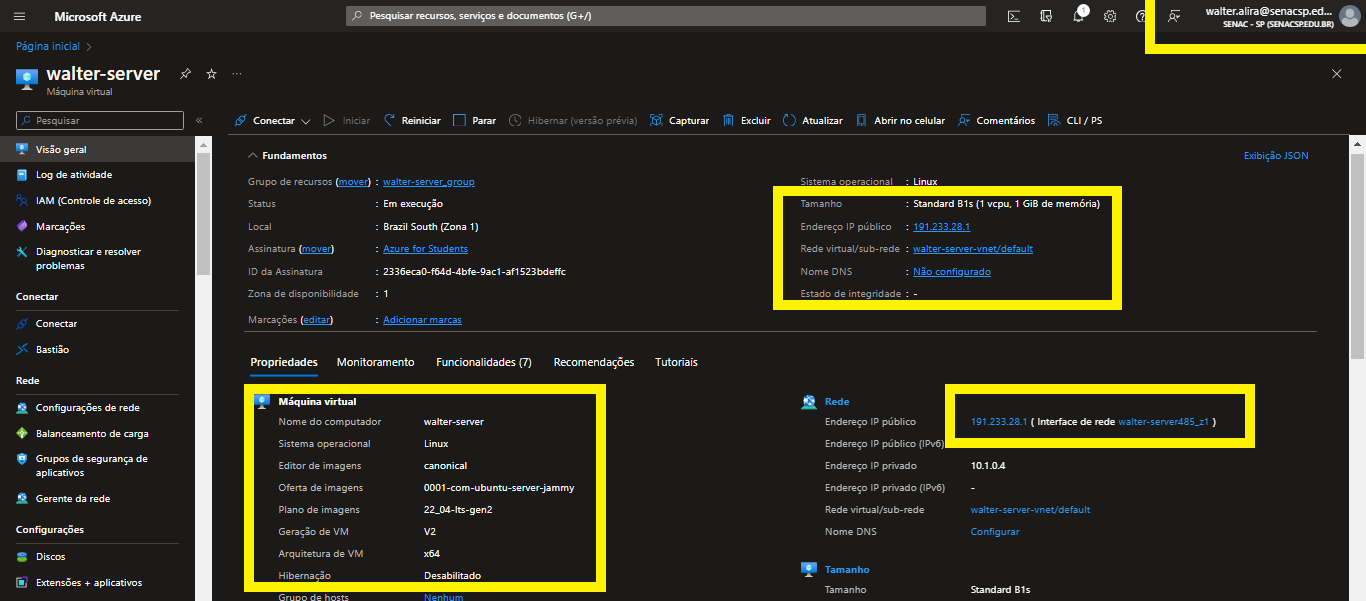 Microsoft Azure
Pesquisar recursos, serviços e documentos (G+/)
1
walter.alira@senacsp.ed...
SENAC - SP (SENACSP.EDU.BR)
Página initial >
walter-server
...
Máquina virtual
Pesquisar
«
Conectar
Iniciar
Reiniciar
Parar
Hibernar (versão prévia)
Capturar
Excluir
Atualizar
Abrir no celular
Comentários
CLI / PS
Visão geral
Log de atividade
IAM (Controle de acesso)
Marcações
Diagnosticar e resolver
problemas
Conectar
Conectar
Bastião
Rede
Configurações de rede
Balanceamento de carga
Grupos de segurança de
aplicativos
Gerente da rede
Configurações
Discos
Extensões + aplicativos
Fundamentos
Exibição JSON
Grupo de recursos (mover) : walter-server_group
Status : Em execução
Local : Brazil South (Zona 1)
Assinatura (mover) : Azure for Students
ID da Assinatura : 2336eca0-f64d-4bfe-9ac1-af1523bdeffc
Zona de disponibilidade : 1
Marcações (editar) : Adicionar marcas
Sistema operacional : Linux
Tamanho : Standard B1s (1 vcpu, 1 GiB de memória)
Endereço IP público : 191.233.28.1
Rede virtual/sub-rede : walter-server-vnet/default
Nome DNS : Não configurado
Estado de integridade : -
Propriedades
Monitoramento
Funcionalidades (7)
Recomendações
Tutoriais
Máquina virtual
Nome do computador walter-server
Sistema operacional Linux
Editor de imagens canonical
Oferta de imagens 0001-com-ubuntu-server-jammy
Plano de imagens 22_04-lts-gen2
Geração de VM V2
Arquitetura de VM x64
Hibernação Desabilitado
Grupo de hosts Nenhum
Rede
Endereço IP público 191.233.28.1 ( Interface de rede walter-server485_z1 )
Endereço IP público (IPv6)
Endereço IP privado 10.1.0.4
Endereço IP privado (IPv6) -
Rede virtual/sub-rede walter-server-vnet/default
Nome DNS Configurar
Tamanho
Tamanho Standard B1s